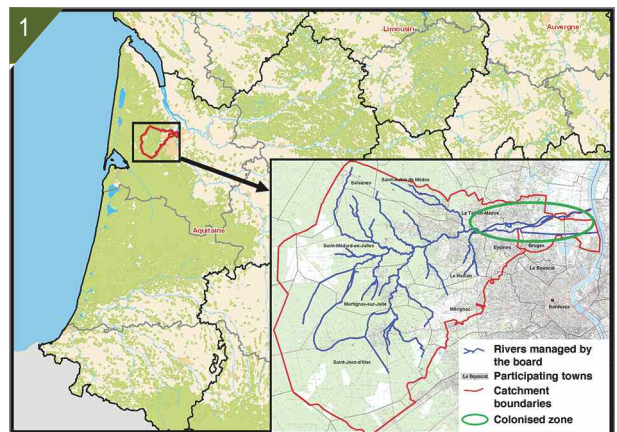 1
Limousin
Auvergne
Aquitaine
Salaunes
Saint-Aubin de Médoc
Le Taillan-Médoc
Saint-Médard-en-Jalles
Eysines
Bruges
Le Haillan
Le Bouscat
Martignas-sur-Jalle
Mérignac
Bordeaux
Saint-Jean-d'Illac
Rivers managed by
the board
Le Bouscat
Participating towns
Catchment
boundaries
Colonised zone